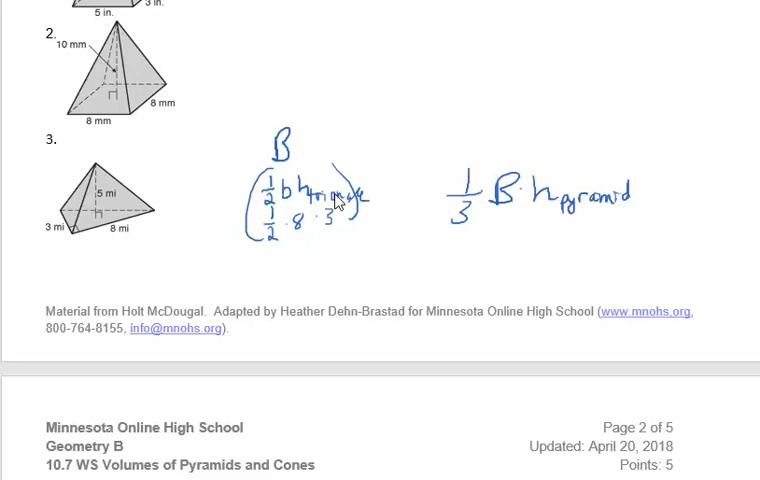 5 in.
3 in.
2.
10 mm
8 mm
8 mm
3.
5 mi
3 mi
8 mi
B
1/2 b h triangle
1/2 · 8 · 3
1/3 B · h pyramid
Material from Holt McDougal. Adapted by Heather Dehn-Brastad for Minnesota Online High School (www.mnohs.org,
800-764-8155, info@mnohs.org).
Minnesota Online High School
Page 2 of 5
Geometry B
Updated: April 20, 2018
10.7 WS Volumes of Pyramids and Cones
Points: 5